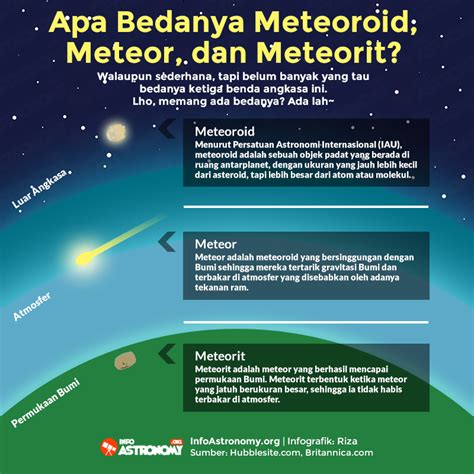 Apa Bedanya Meteoroid,
Meteor, dan Meteorit?
Walaupun sederhana, tapi belum banyak yang tau
bedanya ketiga benda angkasa ini.
Lho, memang ada bedanya? Ada lah~
Meteoroid
Menurut Persatuan Astronomi Internasional (IAU),
meteoroid adalah sebuah objek padat yang berada di
ruang antarplanet, dengan ukuran yang jauh lebih kecil
dari asteroid, tapi lebih besar dari atom atau molekul.
Luar Angkasa
Meteor
Meteor adalah meteoroid yang bersinggungan dengan
Bumi sehingga mereka tertarik gravitasi Bumi dan
terbakar di atmosfer yang disebabkan oleh adanya
tekanan ram.
Atmosfer
Meteorit
Meteorit adalah meteor yang berhasil mencapai
permukaan Bumi. Meteorit terbentuk ketika meteor
yang jatuh berukuran besar, sehingga ia tidak habis
terbakar di atmosfer.
Permukaan Bumi
INFO ASTRONOMY .ORG
InfoAstronomy.org | Infografik: Riza
Sumber: Hubblesite.com, Britannica.com